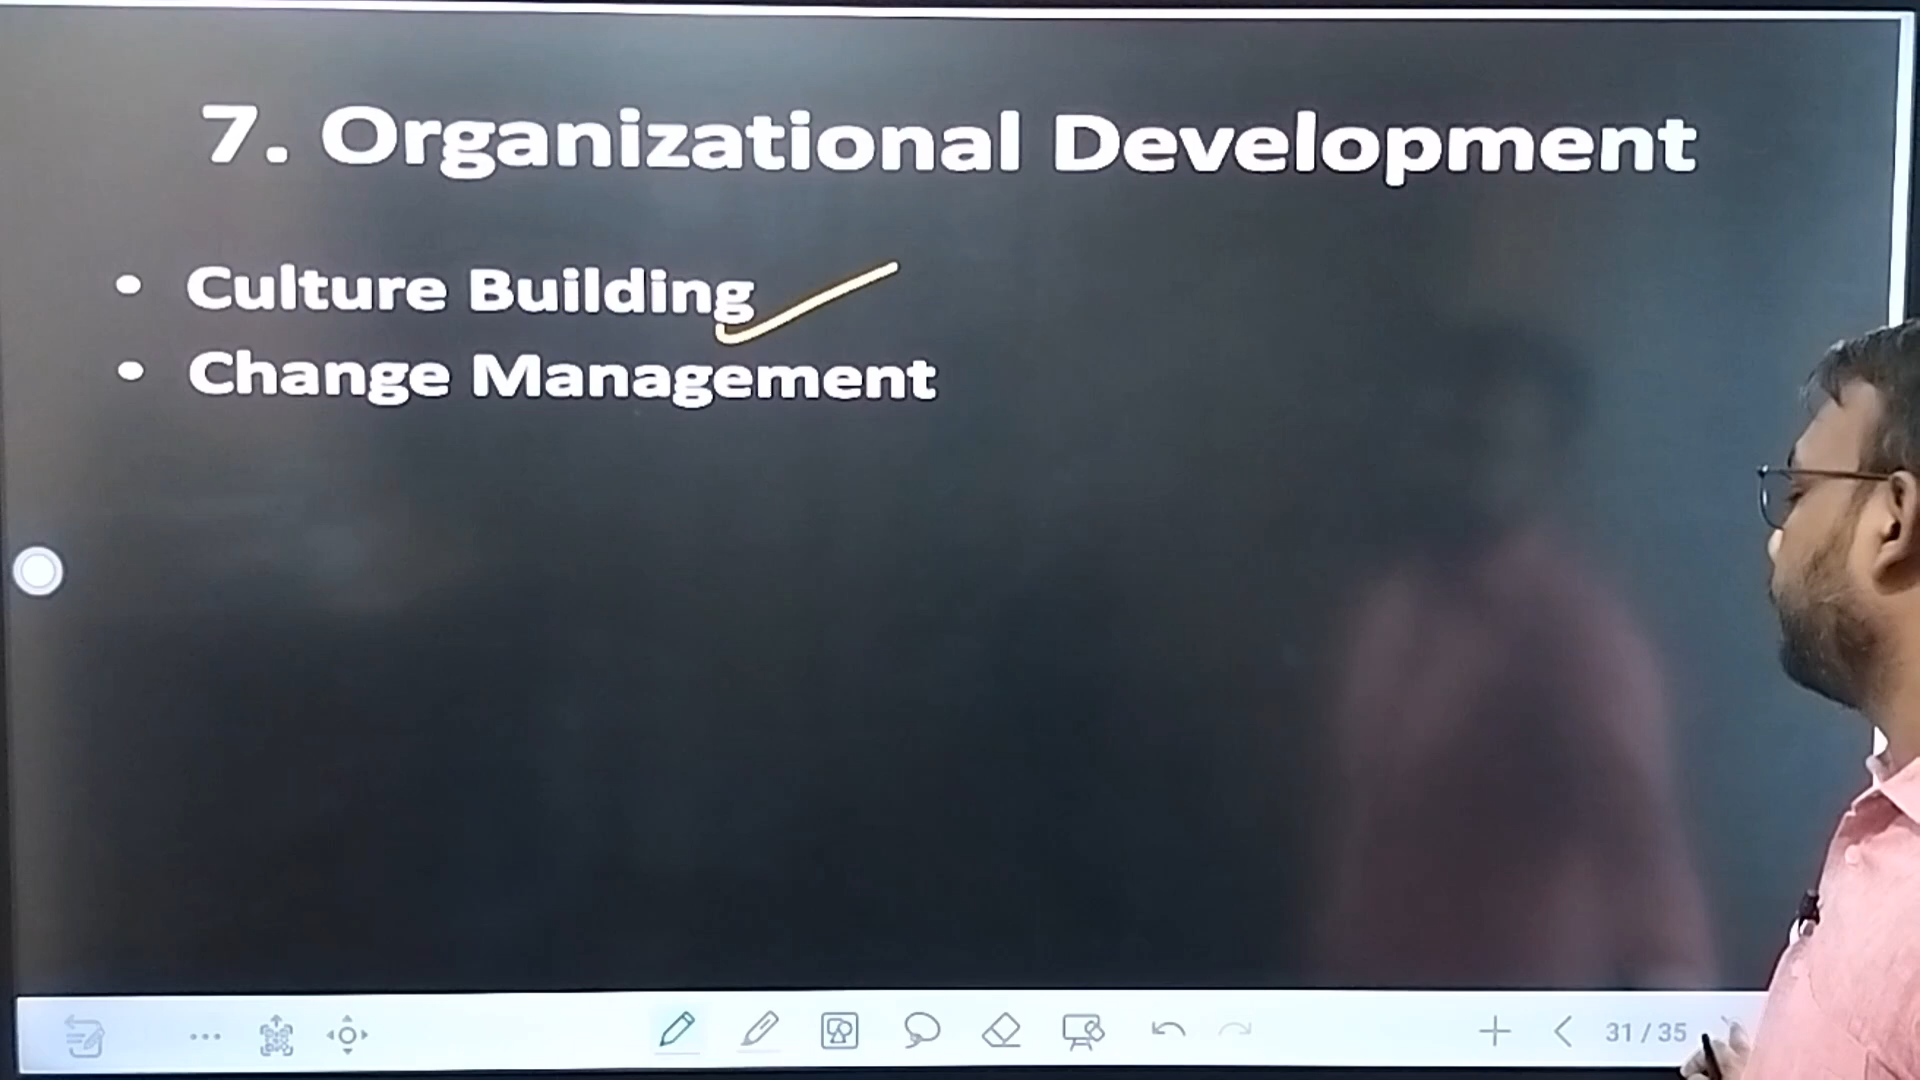 7. Organizational Development
• Culture Building
• Change Management
31 / 35